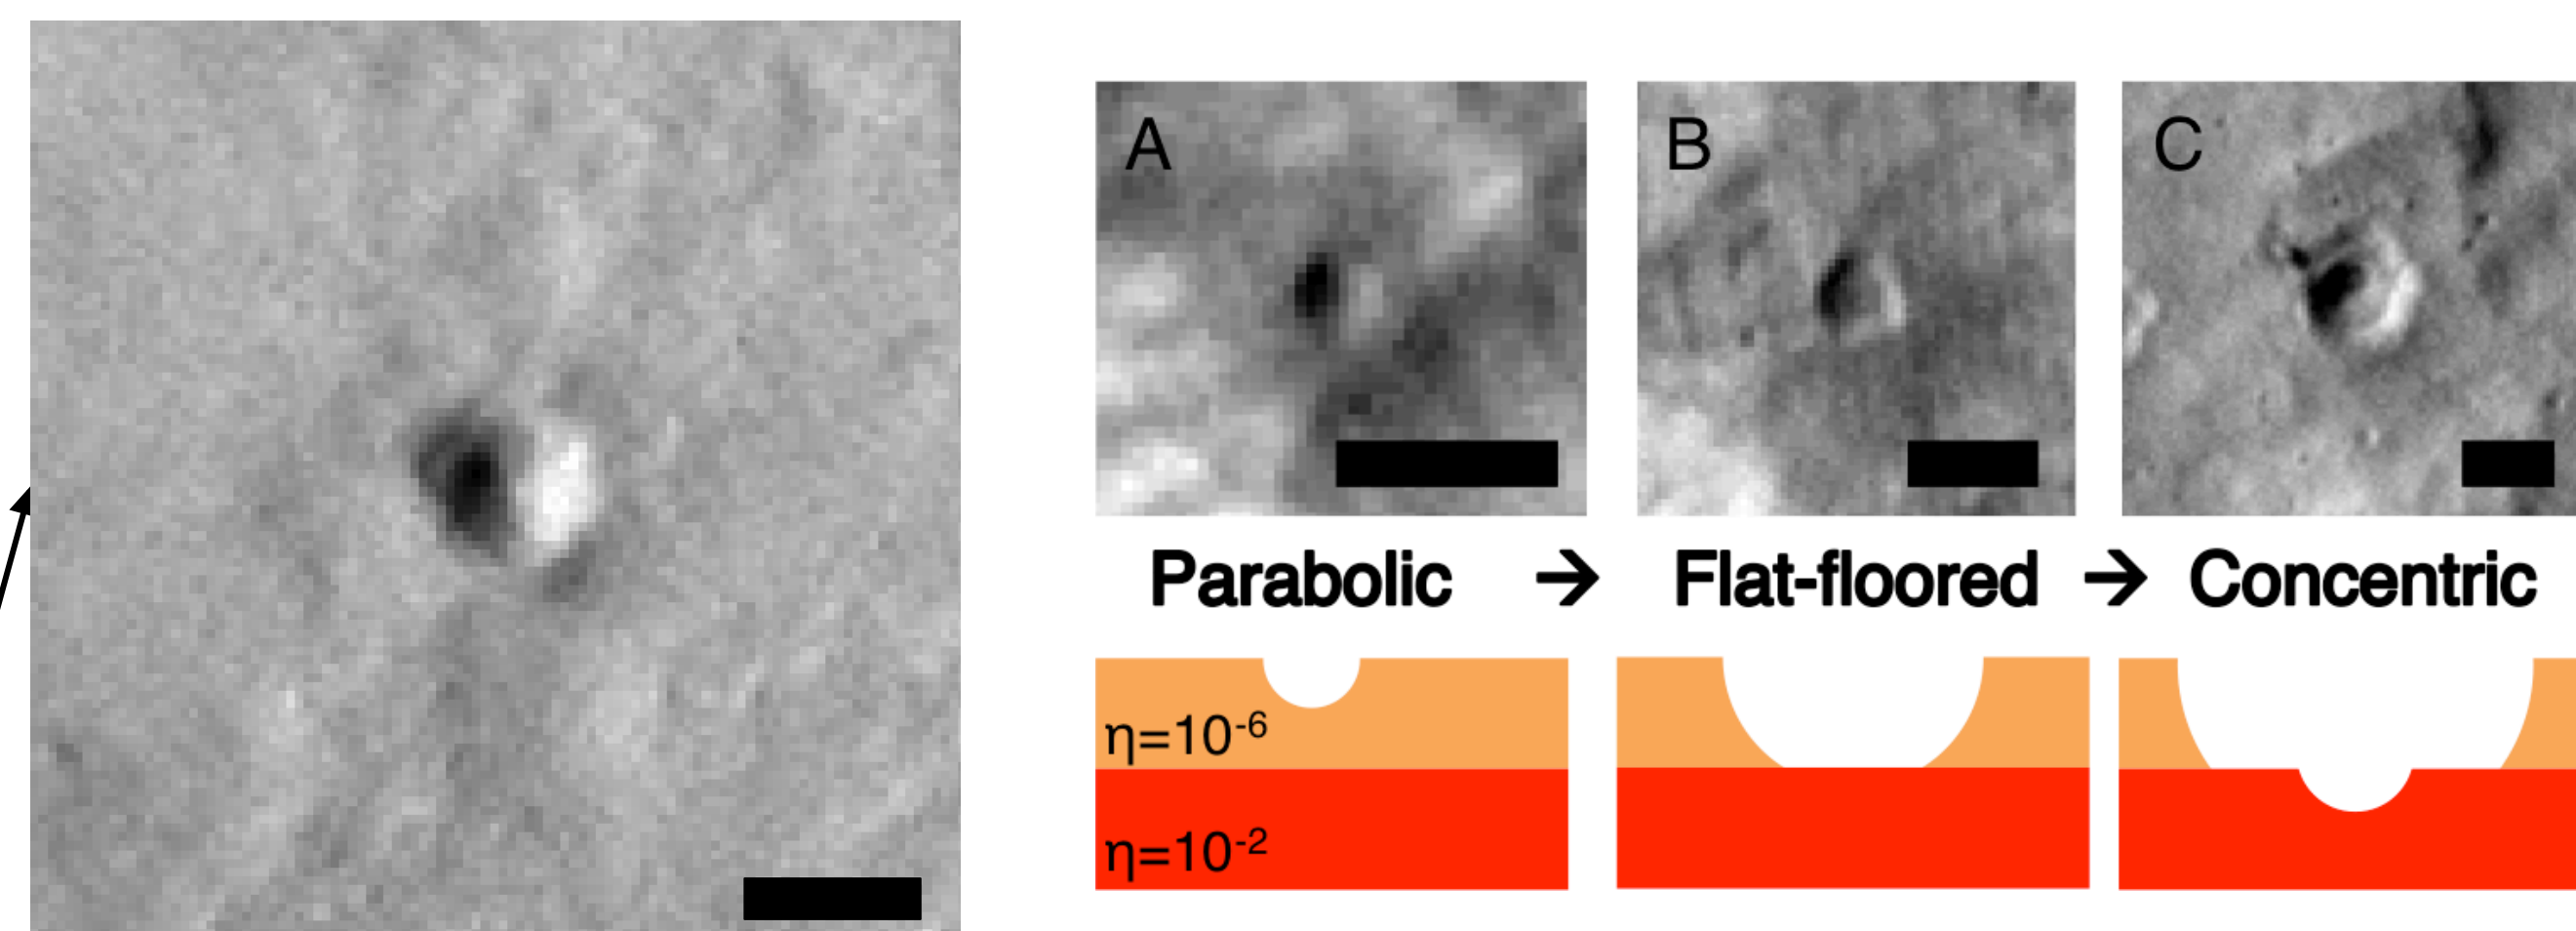 A
B
C
Parabolic → Flat-floored → Concentric
η=10⁻⁶
η=10⁻²